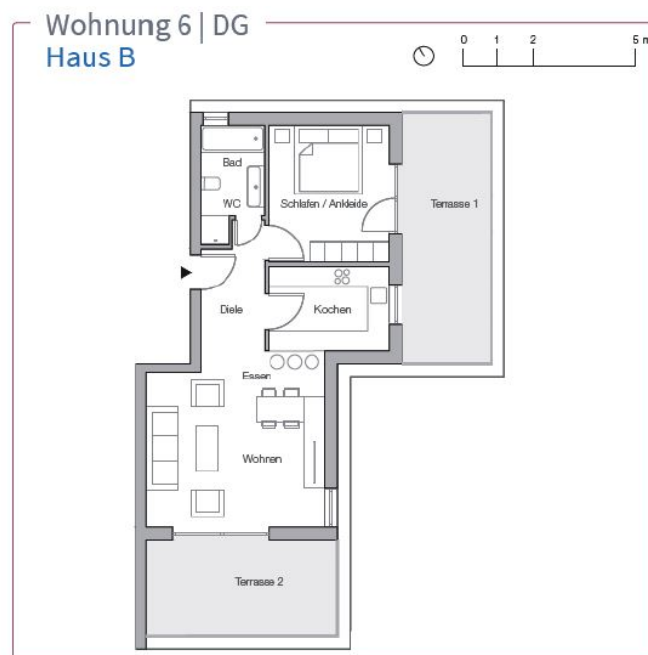 Wohnung 6 | DG
Haus B
0 1 2 5 m
Bad
WC
Schlafen / Ankleide
Terrasse 1
Diele
Kochen
Essen
Wohnen
Terrasse 2